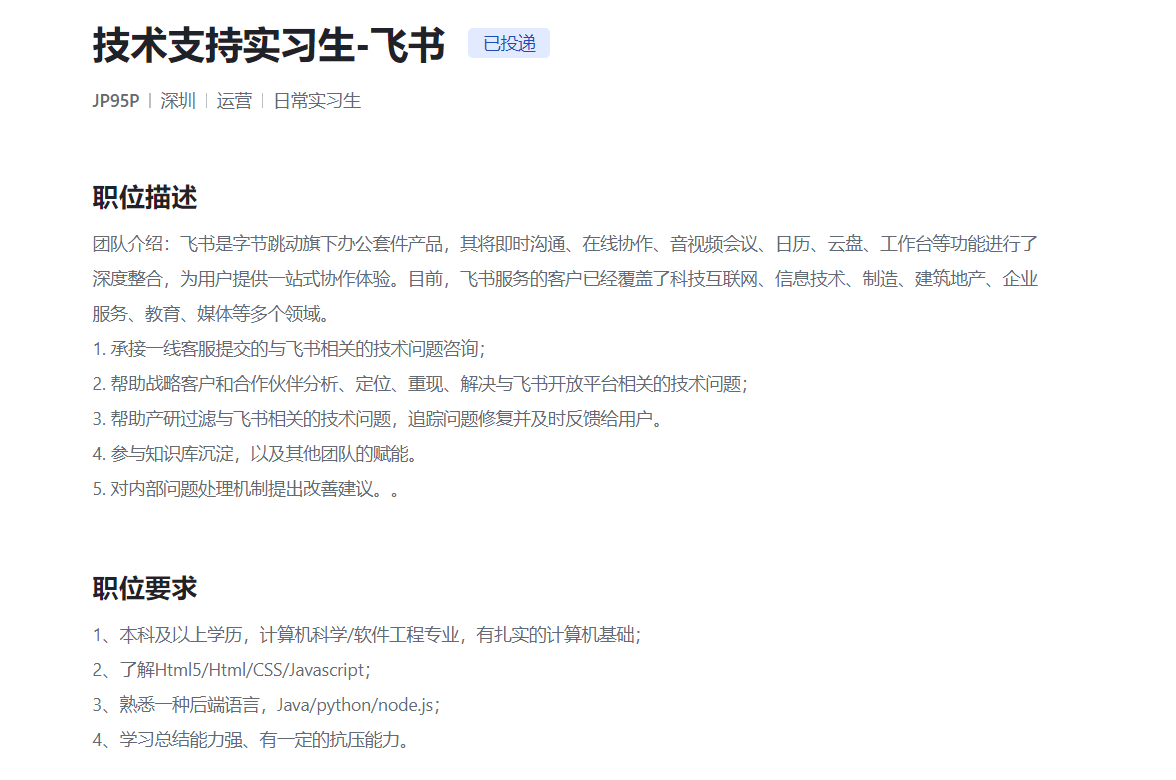 技术支持实习生-飞书 已投递
JP95P | 深圳 | 运营 | 日常实习生
职位描述
团队介绍：飞书是字节跳动旗下办公套件产品，其将即时沟通、在线协作、音视频会议、日历、云盘、工作台等功能进行了
深度整合，为用户提供一站式协作体验。目前，飞书服务的客户已经覆盖了科技互联网、信息技术、制造、建筑地产、企业
服务、教育、媒体等多个领域。
1. 承接一线客服提交的与飞书相关的技术问题咨询；
2. 帮助战略客户和合作伙伴分析、定位、重现、解决与飞书开放平台相关的技术问题；
3. 帮助产研过滤与飞书相关的技术问题，追踪问题修复并及时反馈给用户。
4. 参与知识库沉淀，以及其他团队的赋能。
5. 对内部问题处理机制提出改善建议。。
职位要求
1、本科及以上学历，计算机科学/软件工程专业，有扎实的计算机基础；
2、了解Html5/Html/CSS/Javascript；
3、熟悉一种后端语言，Java/python/node.js；
4、学习总结能力强、有一定的抗压能力。